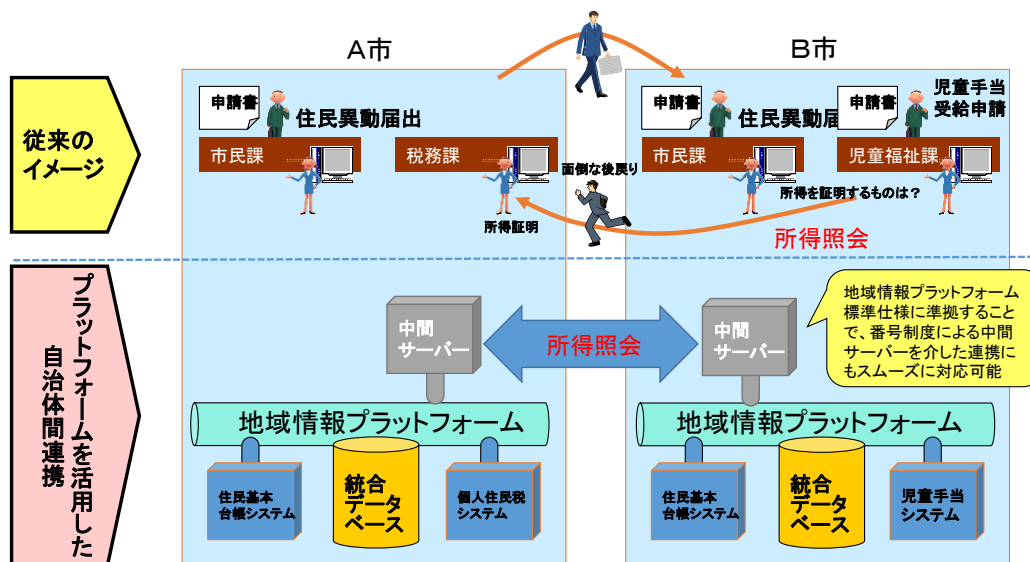 A市
B市
従来の
イメージ
申請書
住民異動届出
市民課
税務課
所得証明
面倒な後戻り
申請書
住民異動届
市民課
申請書
児童手当
受給申請
児童福祉課
所得を証明するものは?
所得照会
プラットフォームを活用した
自治体間連携
中間
サーバー
所得照会
中間
サーバー
地域情報プラットフォーム
標準仕様に準拠すること
で、番号制度による中間
サーバーを介した連携に
もスムーズに対応可能
地域情報プラットフォーム
住民基本
台帳システム
統合
データ
ベース
個人住民税
システム
地域情報プラットフォーム
住民基本
台帳システム
統合
データ
ベース
児童手当
システム